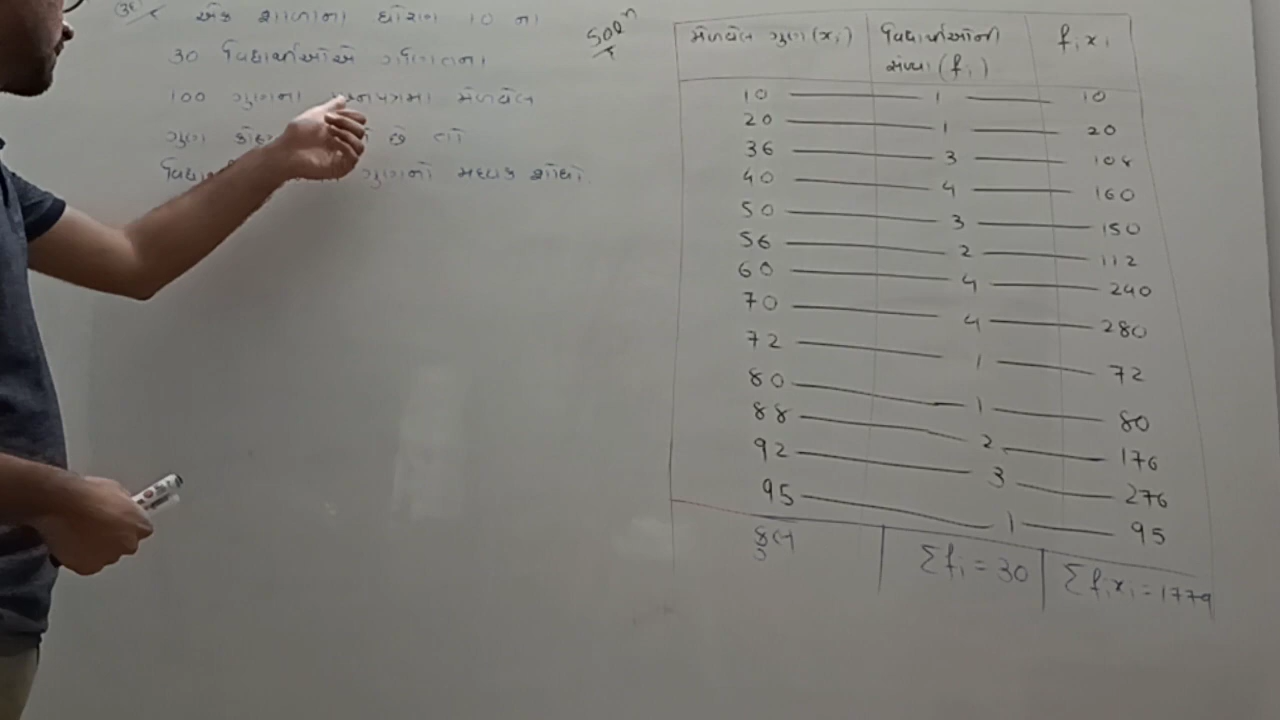 એક શાળાના ધોરણ 10 ના
30 વિદ્યાર્થીઓએ ગણિતના
100 ગુણના પ્રશ્નપત્રમાં મેળવેલ
ગુણ છે તો
ગુણનો મધ્યક શોધો.
મેળવેલ ગુણ (xi) વિદ્યાર્થીઓની સંખ્યા (fi) fixi
10 1 10
20 1 20
36 3 108
40 4 160
50 3 150
56 2 112
60 4 240
70 4 280
72 1 72
80 1 80
88 2 176
92 3 276
95 1 95
કુલ Σfi = 30 Σfixi = 1779